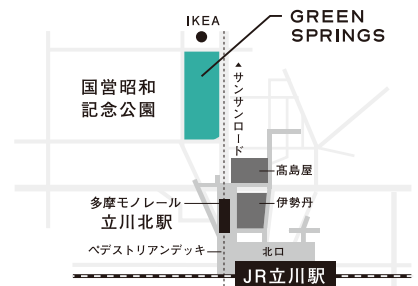 IKEA
GREEN
SPRINGS
国営昭和
記念公園
▲サンサンロード
髙島屋
多摩モノレール
立川北駅
伊勢丹
ペデストリアンデッキ
北口
JR立川駅